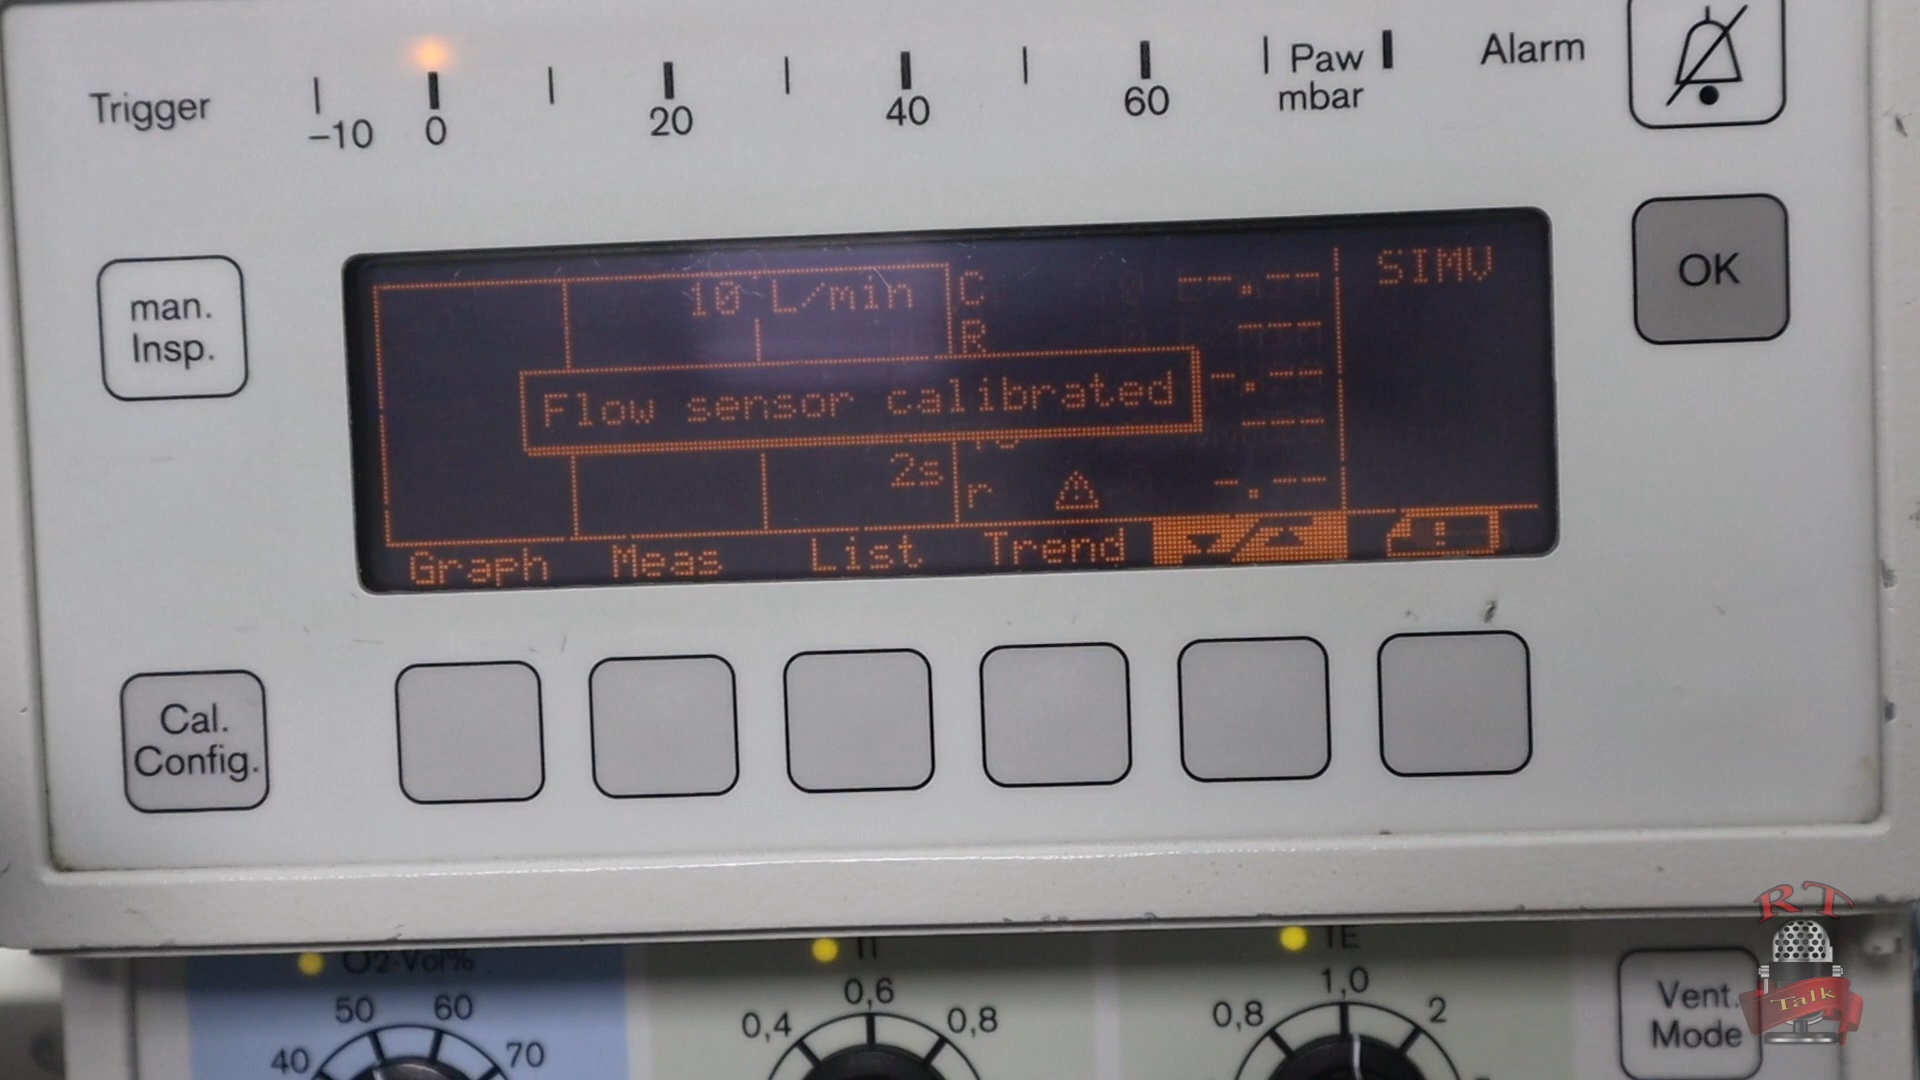 Trigger
−10 0 20 40 60
Paw
mbar
Alarm
man.
Insp.
OK
10 L/min
C --.--
R ---
SIMV
Flow sensor calibrated
-.--
---
2s
r -.--
Graph Meas List Trend
Cal.
Config.
O2-Vol%
TI
TE
40 50 60 70
0,4 0,6 0,8
0,8 1,0 2
Vent.
Mode
RT
Talk